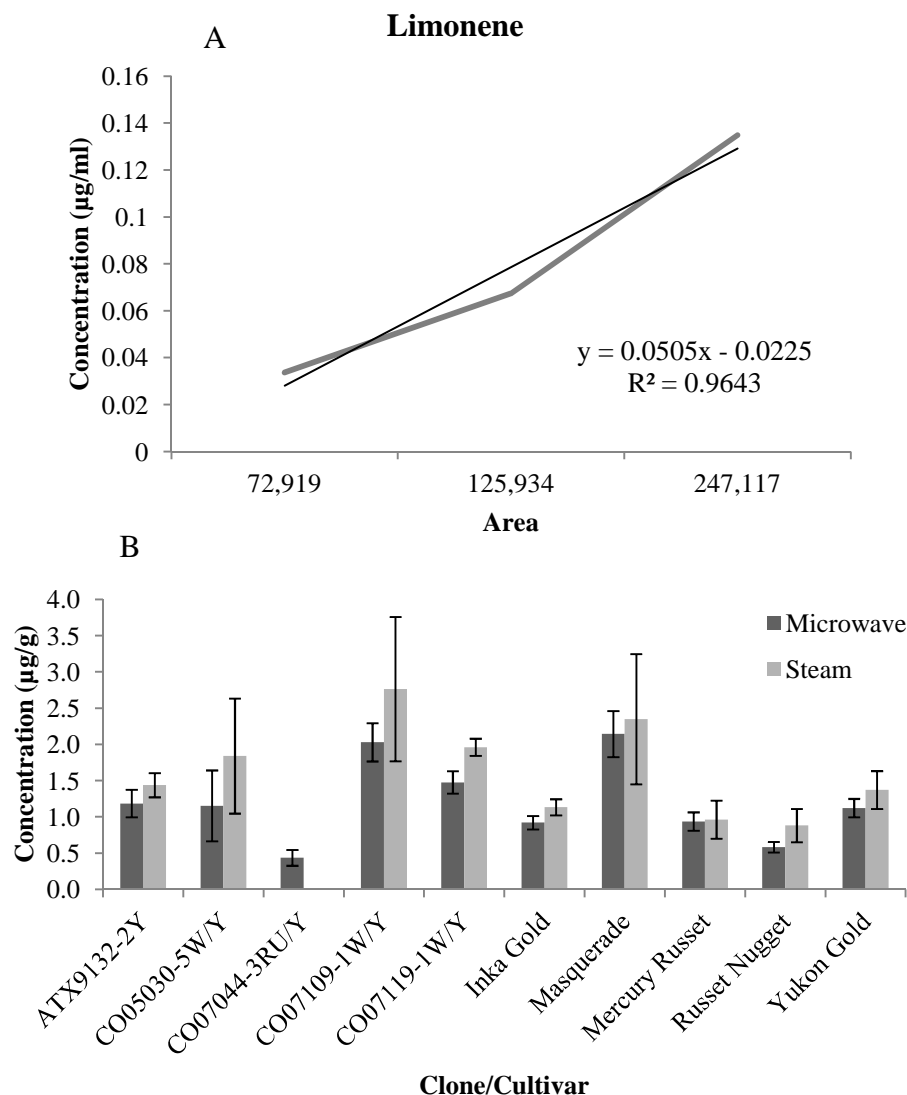 Limonene
A
0.16
0.14
0.12
0.1
0.08
0.06
0.04
0.02
0
Concentration (µg/ml)
y = 0.0505x - 0.0225
R² = 0.9643
72,919 125,934 247,117
Area
B
4.0
3.5
3.0
2.5
2.0
1.5
1.0
0.5
0.0
Concentration (µg/g)
Microwave
Steam
ATX9132-2Y
CO05030-5W/Y
CO07044-3RU/Y
CO07109-1W/Y
CO07119-1W/Y
Inka Gold
Masquerade
Mercury Russet
Russet Nugget
Yukon Gold
Clone/Cultivar